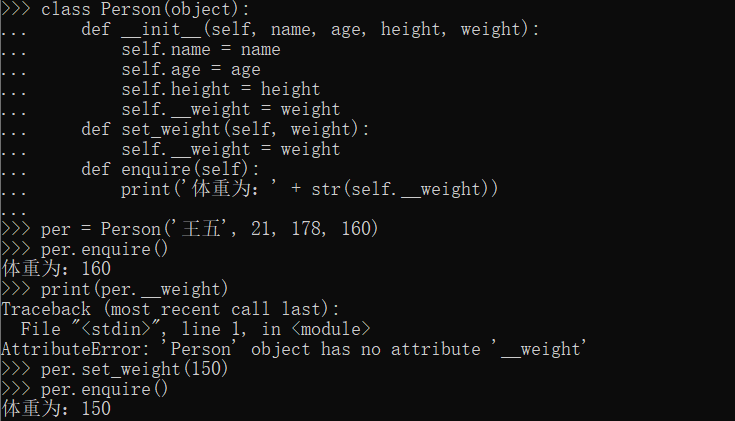 >>> class Person(object):
...     def __init__(self, name, age, height, weight):
...         self.name = name
...         self.age = age
...         self.height = height
...         self.__weight = weight
...     def set_weight(self, weight):
...         self.__weight = weight
...     def enquire(self):
...         print('体重为：' + str(self.__weight))
...
>>> per = Person('王五', 21, 178, 160)
>>> per.enquire()
体重为：160
>>> print(per.__weight)
Traceback (most recent call last):
  File "<stdin>", line 1, in <module>
AttributeError: 'Person' object has no attribute '__weight'
>>> per.set_weight(150)
>>> per.enquire()
体重为：150